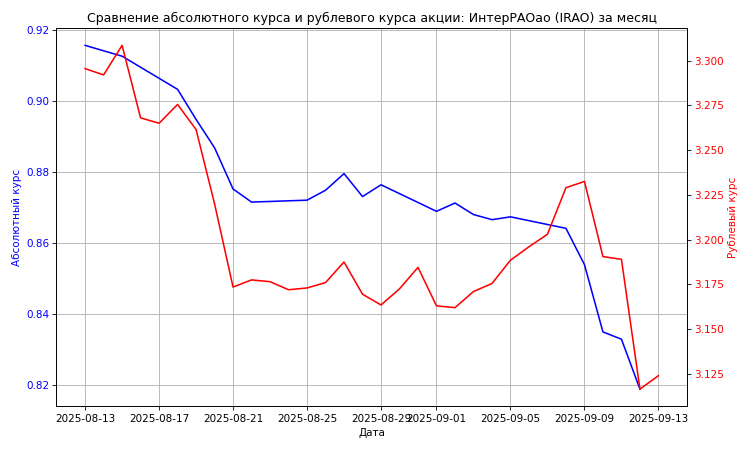 Сравнение абсолютного курса и рублевого курса акции: ИнтерРАОао (IRAO) за месяц
0.92
0.90
0.88
0.86
0.84
0.82
Абсолютный курс
3.300
3.275
3.250
3.225
3.200
3.175
3.150
3.125
Рублевый курс
2025-08-13 2025-08-17 2025-08-21 2025-08-25 2025-08-29 2025-09-01 2025-09-05 2025-09-09 2025-09-13
Дата